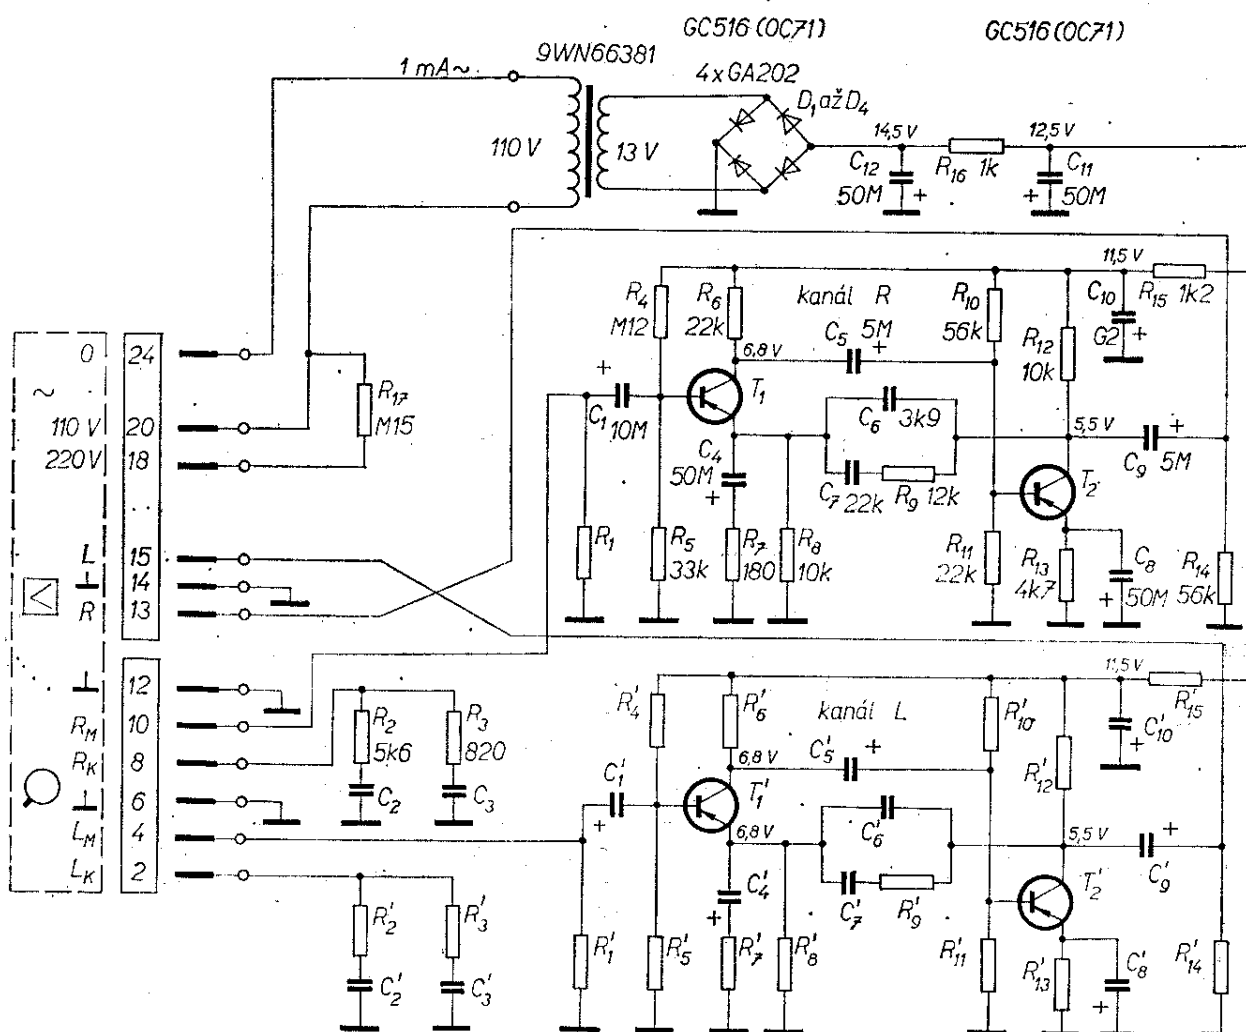 GC516 (OC71)
GC516 (OC71)
9WN66381
1 mA~
4xGA202
D1 až D4
110 V
13 V
14,5 V
12,5 V
C12
50M
+
R16 1k
C11
+ 50M
11,5 V
R4
M12
R6
22k
kanál R
C5 5M
+
R10
56k
R12
10k
C10
G2 +
R15 1k2
0 24
~
110 V 20
220V 18
R17
M15
6,8 V
T1
+
C1 10M
C6 3k9
C4
50M
+
C7 22k
R9 12k
5,5 V
+
C9 5M
T2
L 15
14
R 13
R1
R5
33k
R7
180
R8
10k
R11
22k
R13
4k7
C8
+ 50M
R14
56k
12
RM 10
RK 8
6
LM 4
LK 2
R2
5k6
R3
820
C2
C3
R'4
R'6
kanál L
C'5 +
R'10
11,5 V
R'15
C'10
+
R'12
6,8 V
C'1
+
T'1
6,8 V
C'6
C'4
+
C'7
R'9
5,5 V
+
C'9
T'2
R'2
R'3
C'2
C'3
R'1
R'5
R'7
R'8
R'11
R'13
C'8
+
R'14